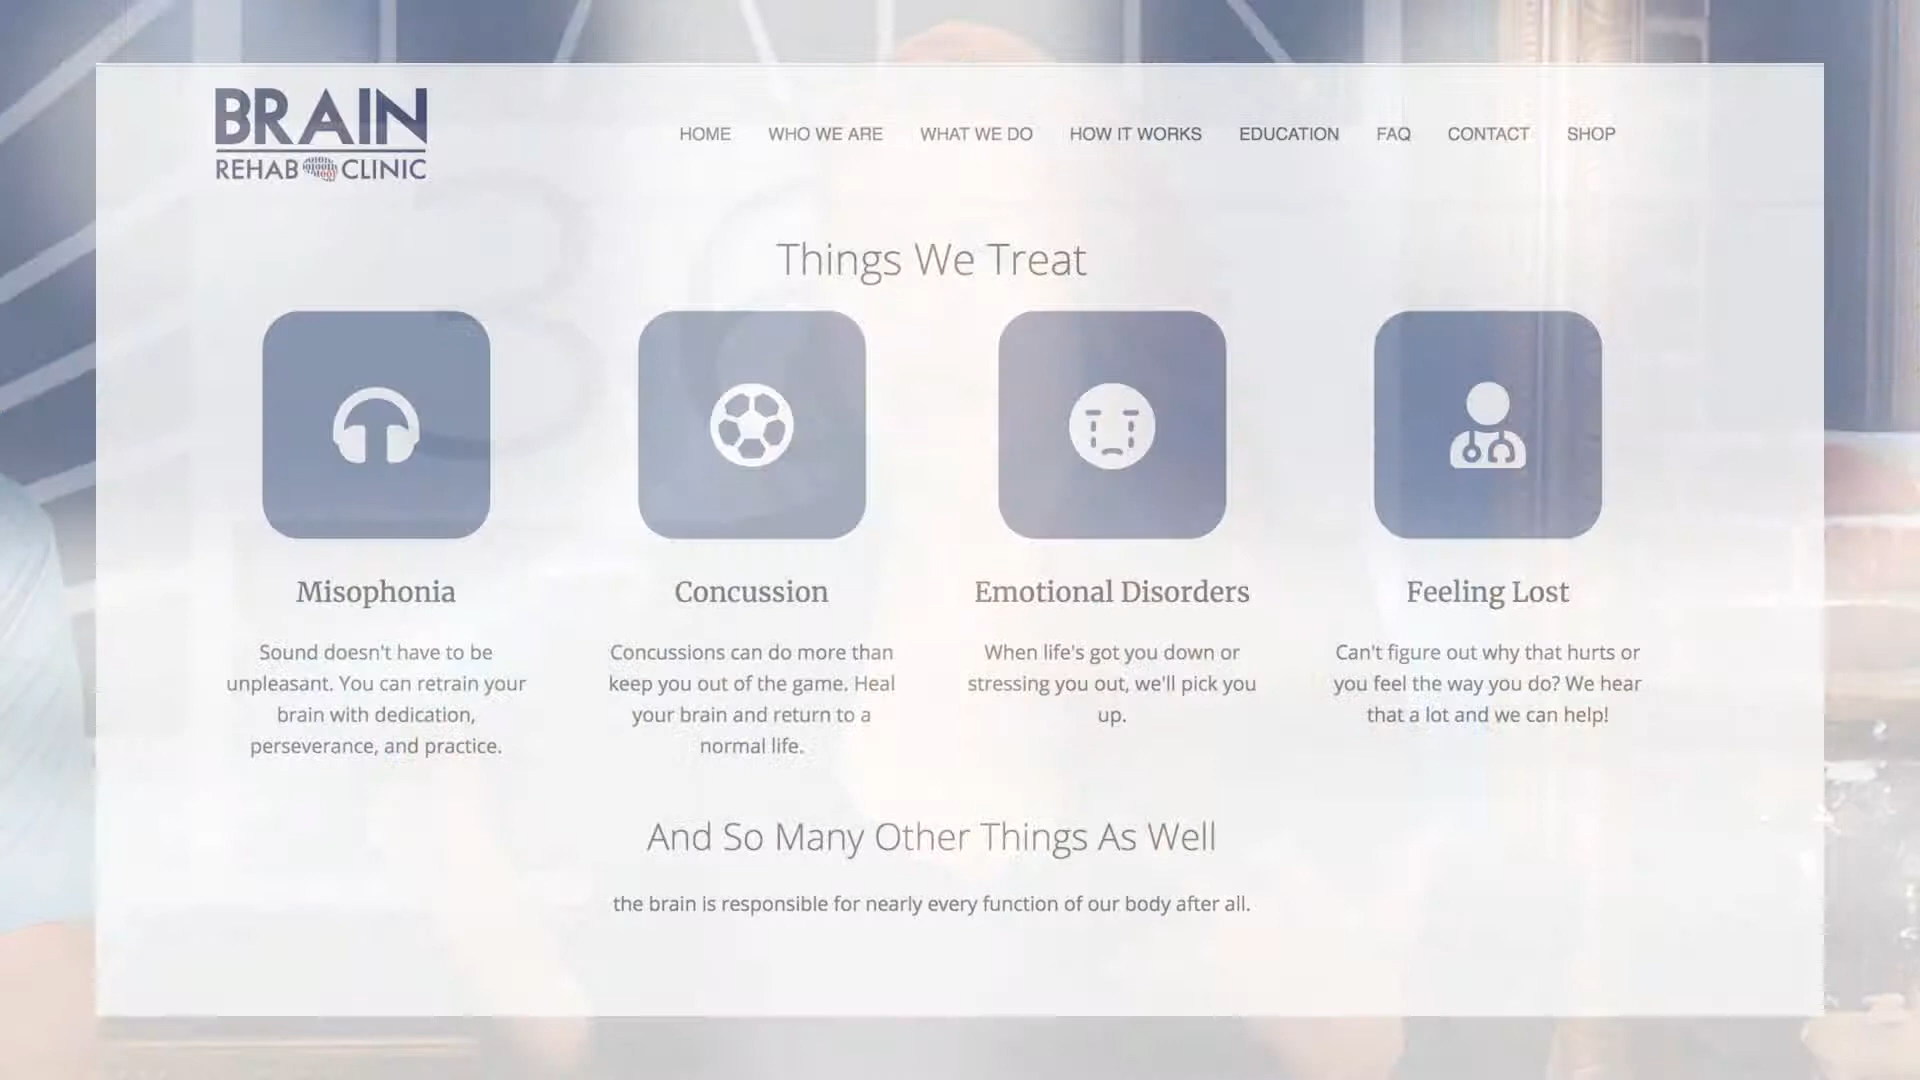 BRAIN
REHAB CLINIC
HOME WHO WE ARE WHAT WE DO HOW IT WORKS EDUCATION FAQ CONTACT SHOP
Things We Treat
Misophonia
Sound doesn't have to be
unpleasant. You can retrain your
brain with dedication,
perseverance, and practice.
Concussion
Concussions can do more than
keep you out of the game. Heal
your brain and return to a
normal life.
Emotional Disorders
When life's got you down or
stressing you out, we'll pick you
up.
Feeling Lost
Can't figure out why that hurts or
you feel the way you do? We hear
that a lot and we can help!
And So Many Other Things As Well
the brain is responsible for nearly every function of our body after all.